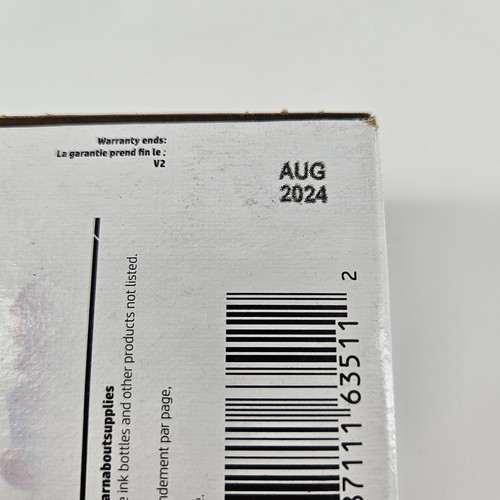 Warranty ends:
La garantie prend fin le :
V2
AUG
2024
arnaboutsupplies
ink bottles and other products not listed.
ndement par page,
87111 63511 2